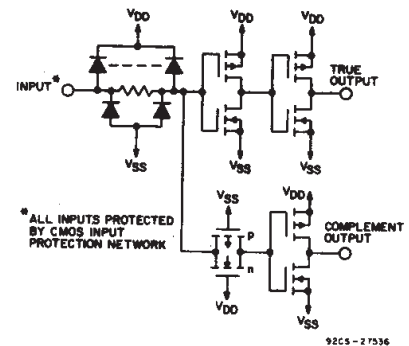 VDD
VDD
VDD
INPUT*
TRUE
OUTPUT
VSS
VSS
VSS
VSS
VDD
*ALL INPUTS PROTECTED
BY CMOS INPUT
PROTECTION NETWORK
p
n
COMPLEMENT
OUTPUT
VDD
VSS
92CS-27536